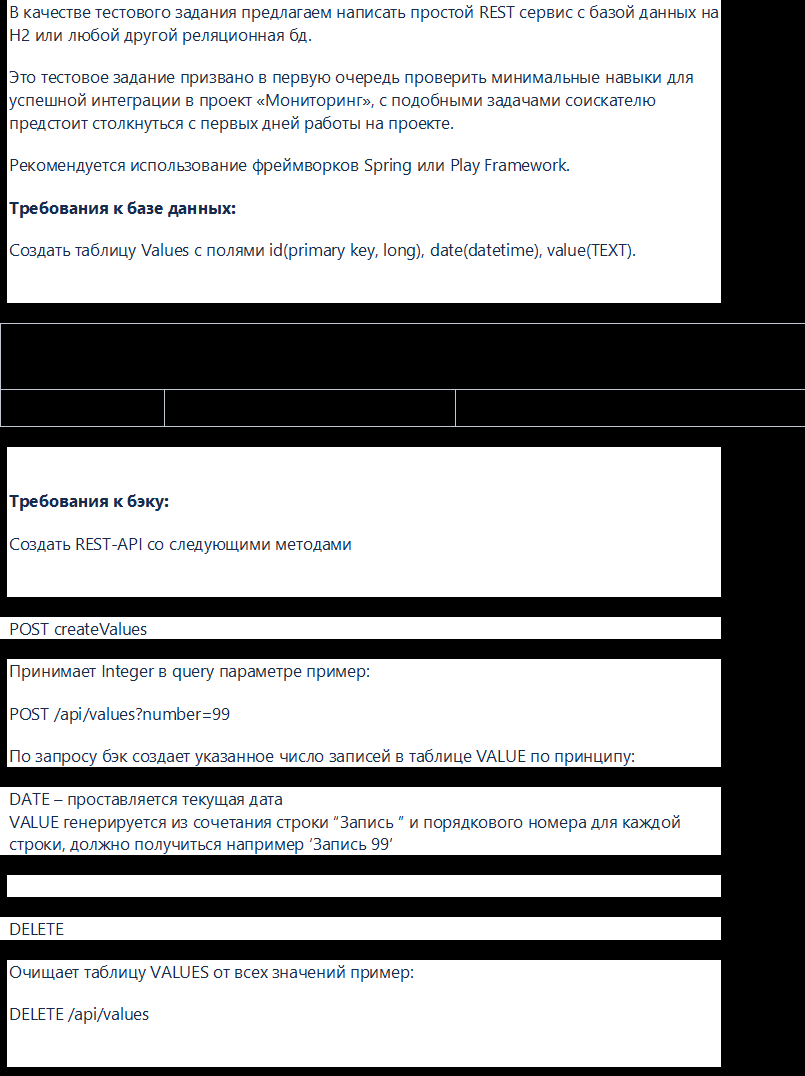 В качестве тестового задания предлагаем написать простой REST сервис с базой данных на
H2 или любой другой реляционная бд.
Это тестовое задание призвано в первую очередь проверить минимальные навыки для
успешной интеграции в проект «Мониторинг», с подобными задачами соискателю
предстоит столкнуться с первых дней работы на проекте.
Рекомендуется использование фреймворков Spring или Play Framework.
Требования к базе данных:
Создать таблицу Values с полями id(primary key, long), date(datetime), value(TEXT).
Требования к бэку:
Создать REST-API со следующими методами
POST createValues
Принимает Integer в query параметре пример:
POST /api/values?number=99
По запросу бэк создает указанное число записей в таблице VALUE по принципу:
DATE – проставляется текущая дата
VALUE генерируется из сочетания строки “Запись ” и порядкового номера для каждой
строки, должно получиться например ‘Запись 99’
DELETE
Очищает таблицу VALUES от всех значений пример:
DELETE /api/values